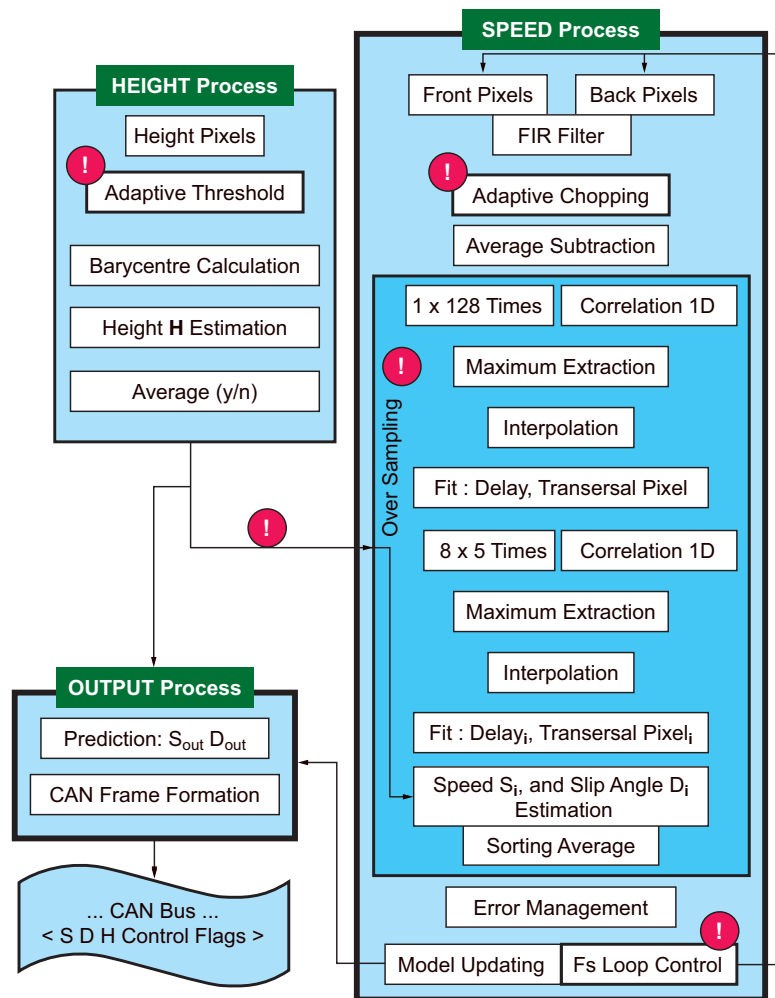 HEIGHT Process
Height Pixels
!
Adaptive Threshold
Barycentre Calculation
Height H Estimation
Average (y/n)
!
SPEED Process
Front Pixels
Back Pixels
FIR Filter
!
Adaptive Chopping
Average Subtraction
1 x 128 Times
Correlation 1D
!
Over Sampling
Maximum Extraction
Interpolation
Fit : Delay, Transersal Pixel
8 x 5 Times
Correlation 1D
Maximum Extraction
Interpolation
Fit : Delayi, Transersal Pixeli
Speed Si, and Slip Angle Di
Estimation
Sorting Average
Error Management
!
Model Updating
Fs Loop Control
OUTPUT Process
Prediction: Sout Dout
CAN Frame Formation
... CAN Bus ...
< S D H Control Flags >